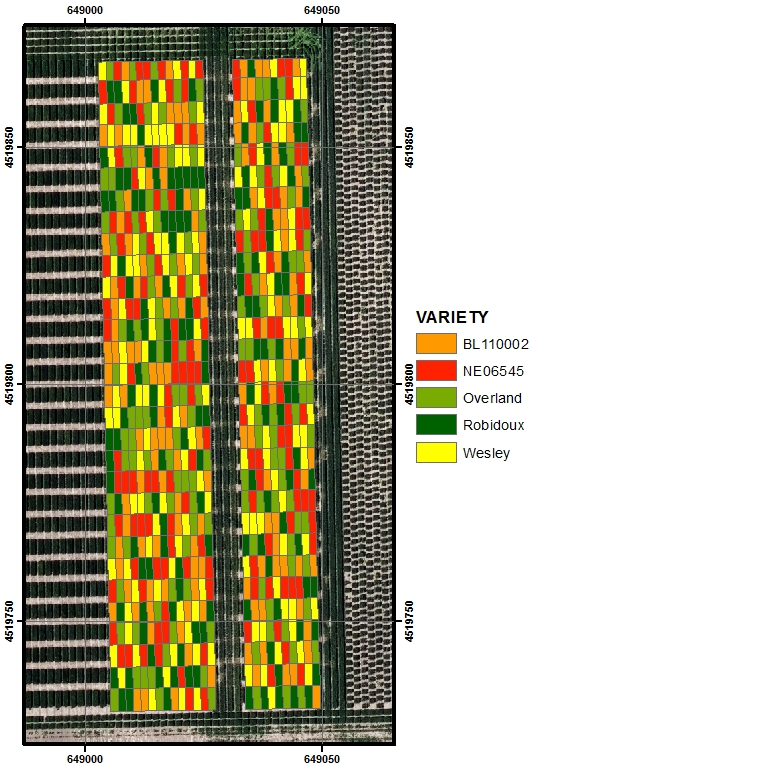 649000 649050
4519850 4519850
VARIETY
BL110002
NE06545
Overland
Robidoux
Wesley
4519800 4519800
4519750 4519750
649000 649050